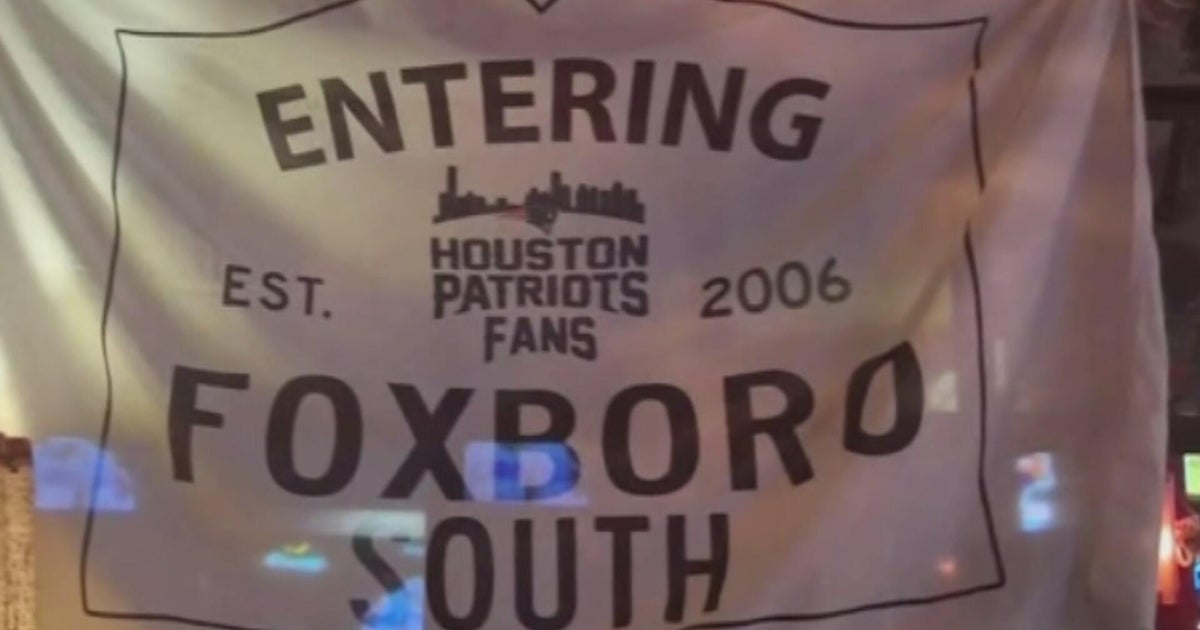 ENTERING
HOUSTON
EST. PATRIOTS 2006
FANS
FOXBORO
SOUTH